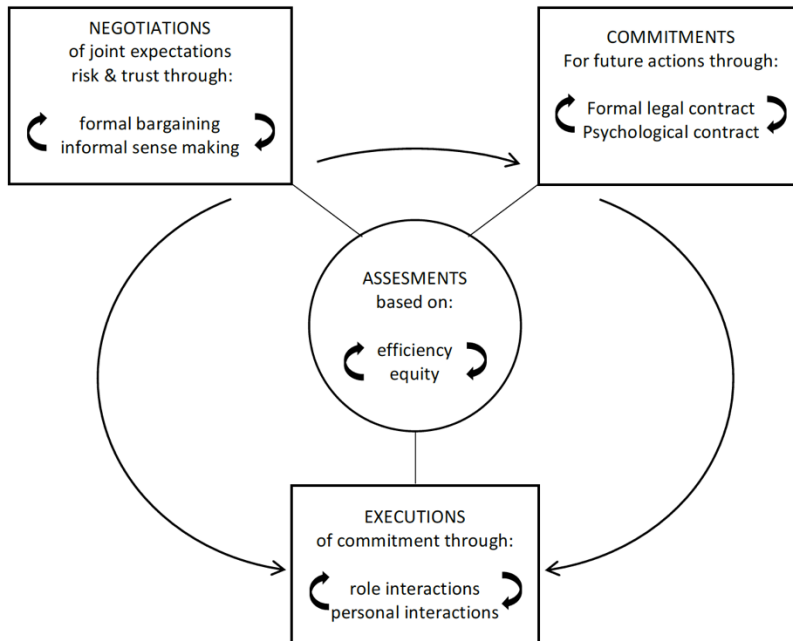 NEGOTIATIONS
of joint expectations
risk & trust through:
formal bargaining
informal sense making
COMMITMENTS
For future actions through:
Formal legal contract
Psychological contract
ASSESMENTS
based on:
efficiency
equity
EXECUTIONS
of commitment through:
role interactions
personal interactions